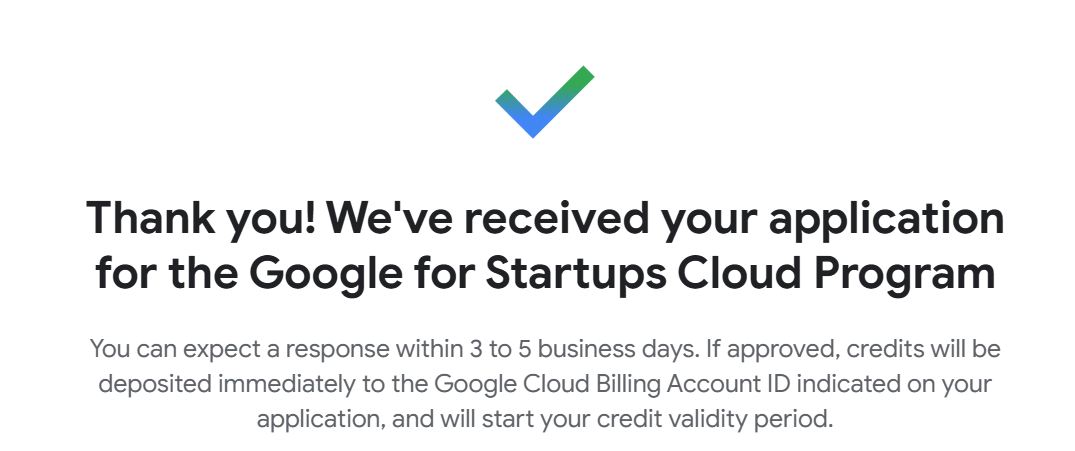 Thank you! We've received your application
for the Google for Startups Cloud Program
You can expect a response within 3 to 5 business days. If approved, credits will be
deposited immediately to the Google Cloud Billing Account ID indicated on your
application, and will start your credit validity period.